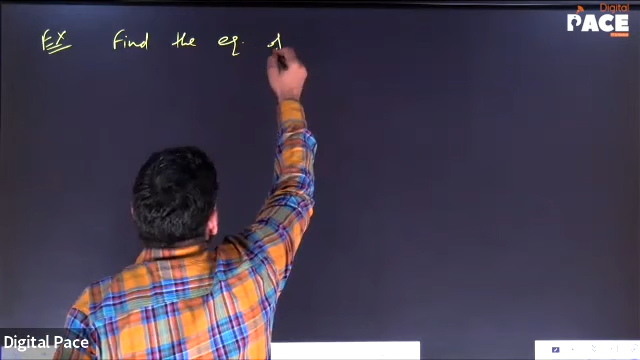 Digital
PACE
EX Find the eq. of
Digital Pace